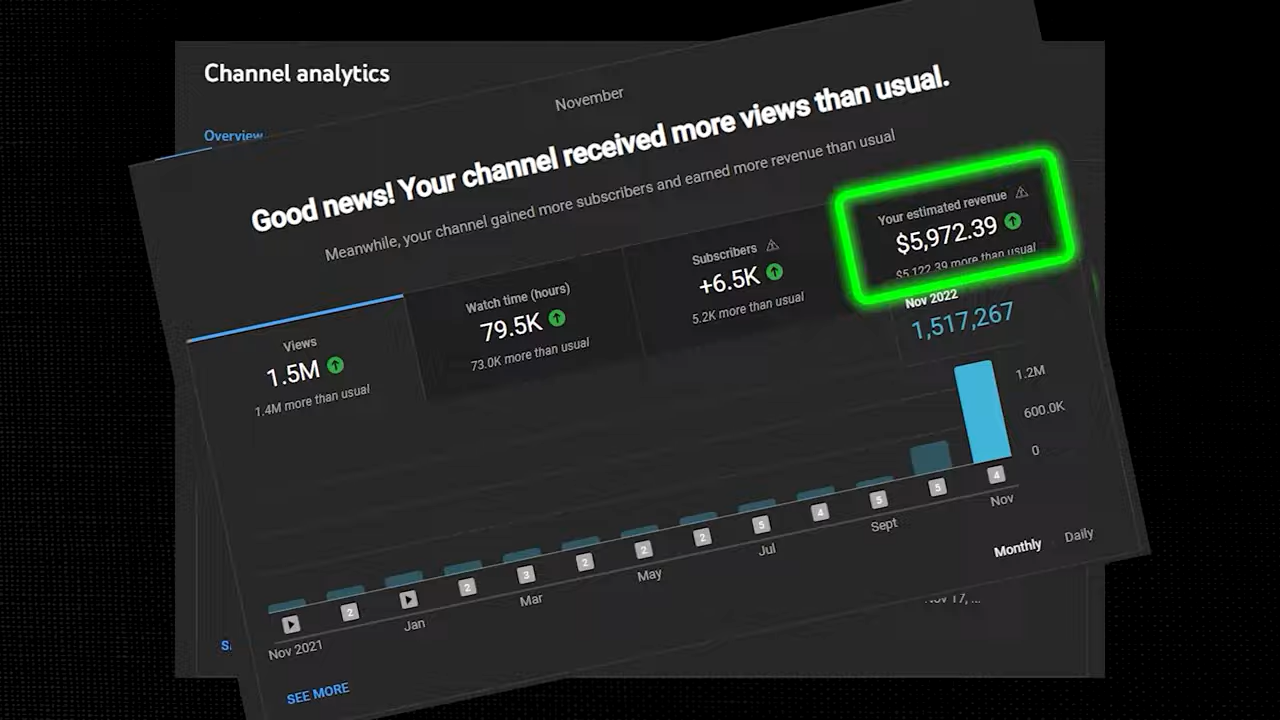 Channel analytics
Overview
November
Good news! Your channel received more views than usual.
Meanwhile, your channel gained more subscribers and earned more revenue than usual
Views
1.5M
1.4M more than usual
Watch time (hours)
79.5K
73.0K more than usual
Subscribers
+6.5K
5.2K more than usual
Your estimated revenue
$5,972.39
$5,122.39 more than usual
Nov 2022
1,517,267
1.2M
600.0K
0
2
2
3
2
2
2
5
4
5
5
4
Nov 2021
Jan
Mar
May
Jul
Sept
Nov
Monthly
Daily
Nov 17, ...
SEE MORE